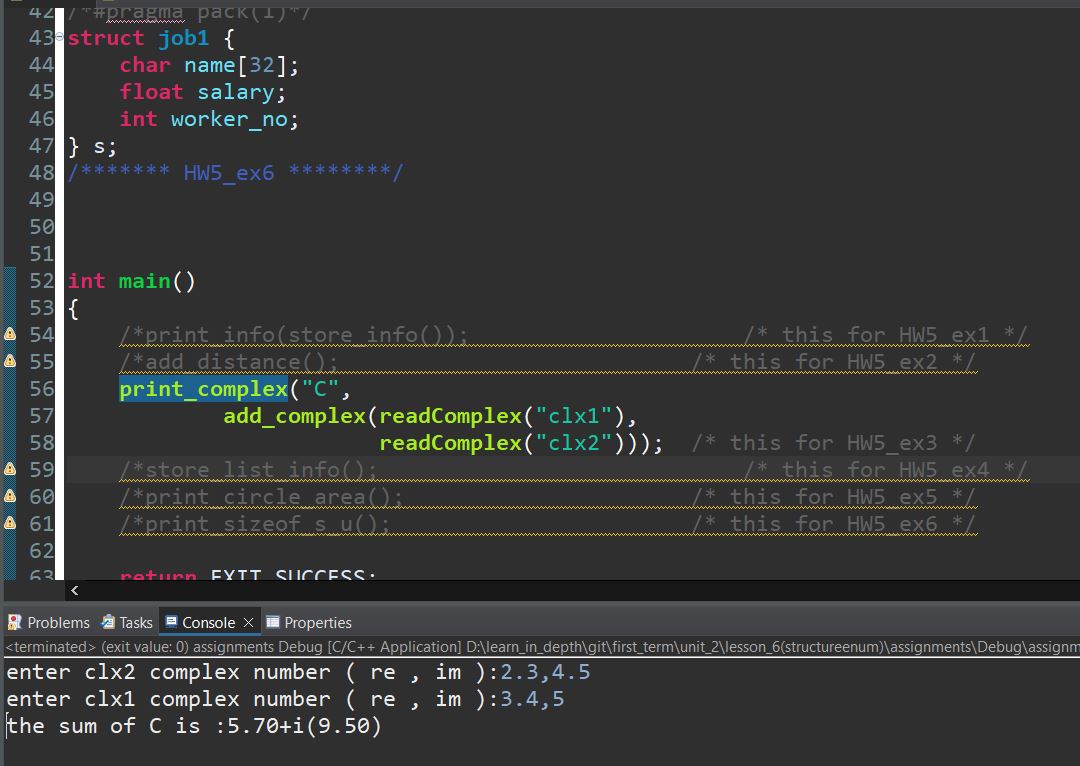 42 /*#pragma pack(1)*/
43 struct job1 {
44 char name[32];
45 float salary;
46 int worker_no;
47 } s;
48 /******* HW5_ex6 ********/
49
50
51
52 int main()
53 {
54 /*print_info(store_info()); /* this for HW5_ex1 */
55 /*add_distance(); /* this for HW5_ex2 */
56 print_complex("C",
57 add_complex(readComplex("clx1"),
58 readComplex("clx2"))); /* this for HW5_ex3 */
59 /*store_list_info(); /* this for HW5_ex4 */
60 /*print_circle_area(); /* this for HW5_ex5 */
61 /*print_sizeof_s_u(); /* this for HW5_ex6 */
62
63 return EXIT_SUCCESS;
Problems Tasks Console Properties
<terminated> (exit value: 0) assignments Debug [C/C++ Application] D:\learn_in_depth\git\first_term\unit_2\lesson_6(structureenum)\assignments\Debug\assignm
enter clx2 complex number ( re , im ):2.3,4.5
enter clx1 complex number ( re , im ):3.4,5
the sum of C is :5.70+i(9.50)